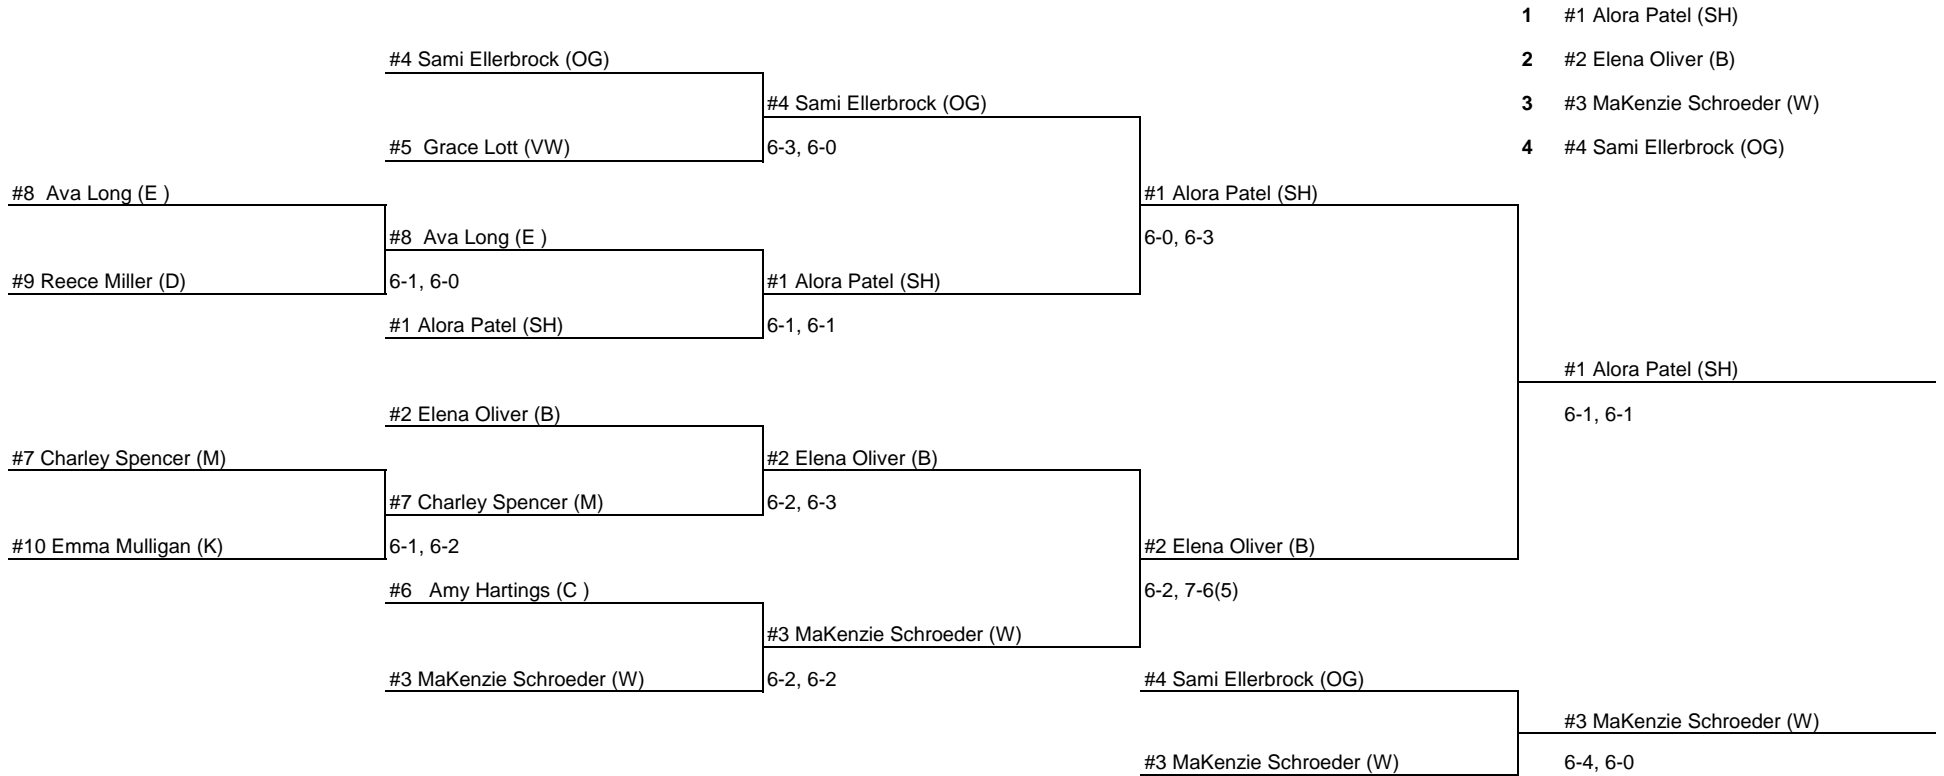 1 #1 Alora Patel (SH)
#4 Sami Ellerbrock (OG) 2 #2 Elena Oliver (B)
#4 Sami Ellerbrock (OG) 3 #3 MaKenzie Schroeder (W)
#5 Grace Lott (VW) 6-3, 6-0 4 #4 Sami Ellerbrock (OG)
#8 Ava Long (E ) #1 Alora Patel (SH)
#8 Ava Long (E ) 6-0, 6-3
#9 Reece Miller (D) 6-1, 6-0 #1 Alora Patel (SH)
#1 Alora Patel (SH) 6-1, 6-1
#1 Alora Patel (SH)
#2 Elena Oliver (B) 6-1, 6-1
#7 Charley Spencer (M) #2 Elena Oliver (B)
#7 Charley Spencer (M) 6-2, 6-3
#10 Emma Mulligan (K) 6-1, 6-2 #2 Elena Oliver (B)
#6 Amy Hartings (C ) 6-2, 7-6(5)
#3 MaKenzie Schroeder (W)
#3 MaKenzie Schroeder (W) 6-2, 6-2 #4 Sami Ellerbrock (OG)
#3 MaKenzie Schroeder (W)
#3 MaKenzie Schroeder (W) 6-4, 6-0